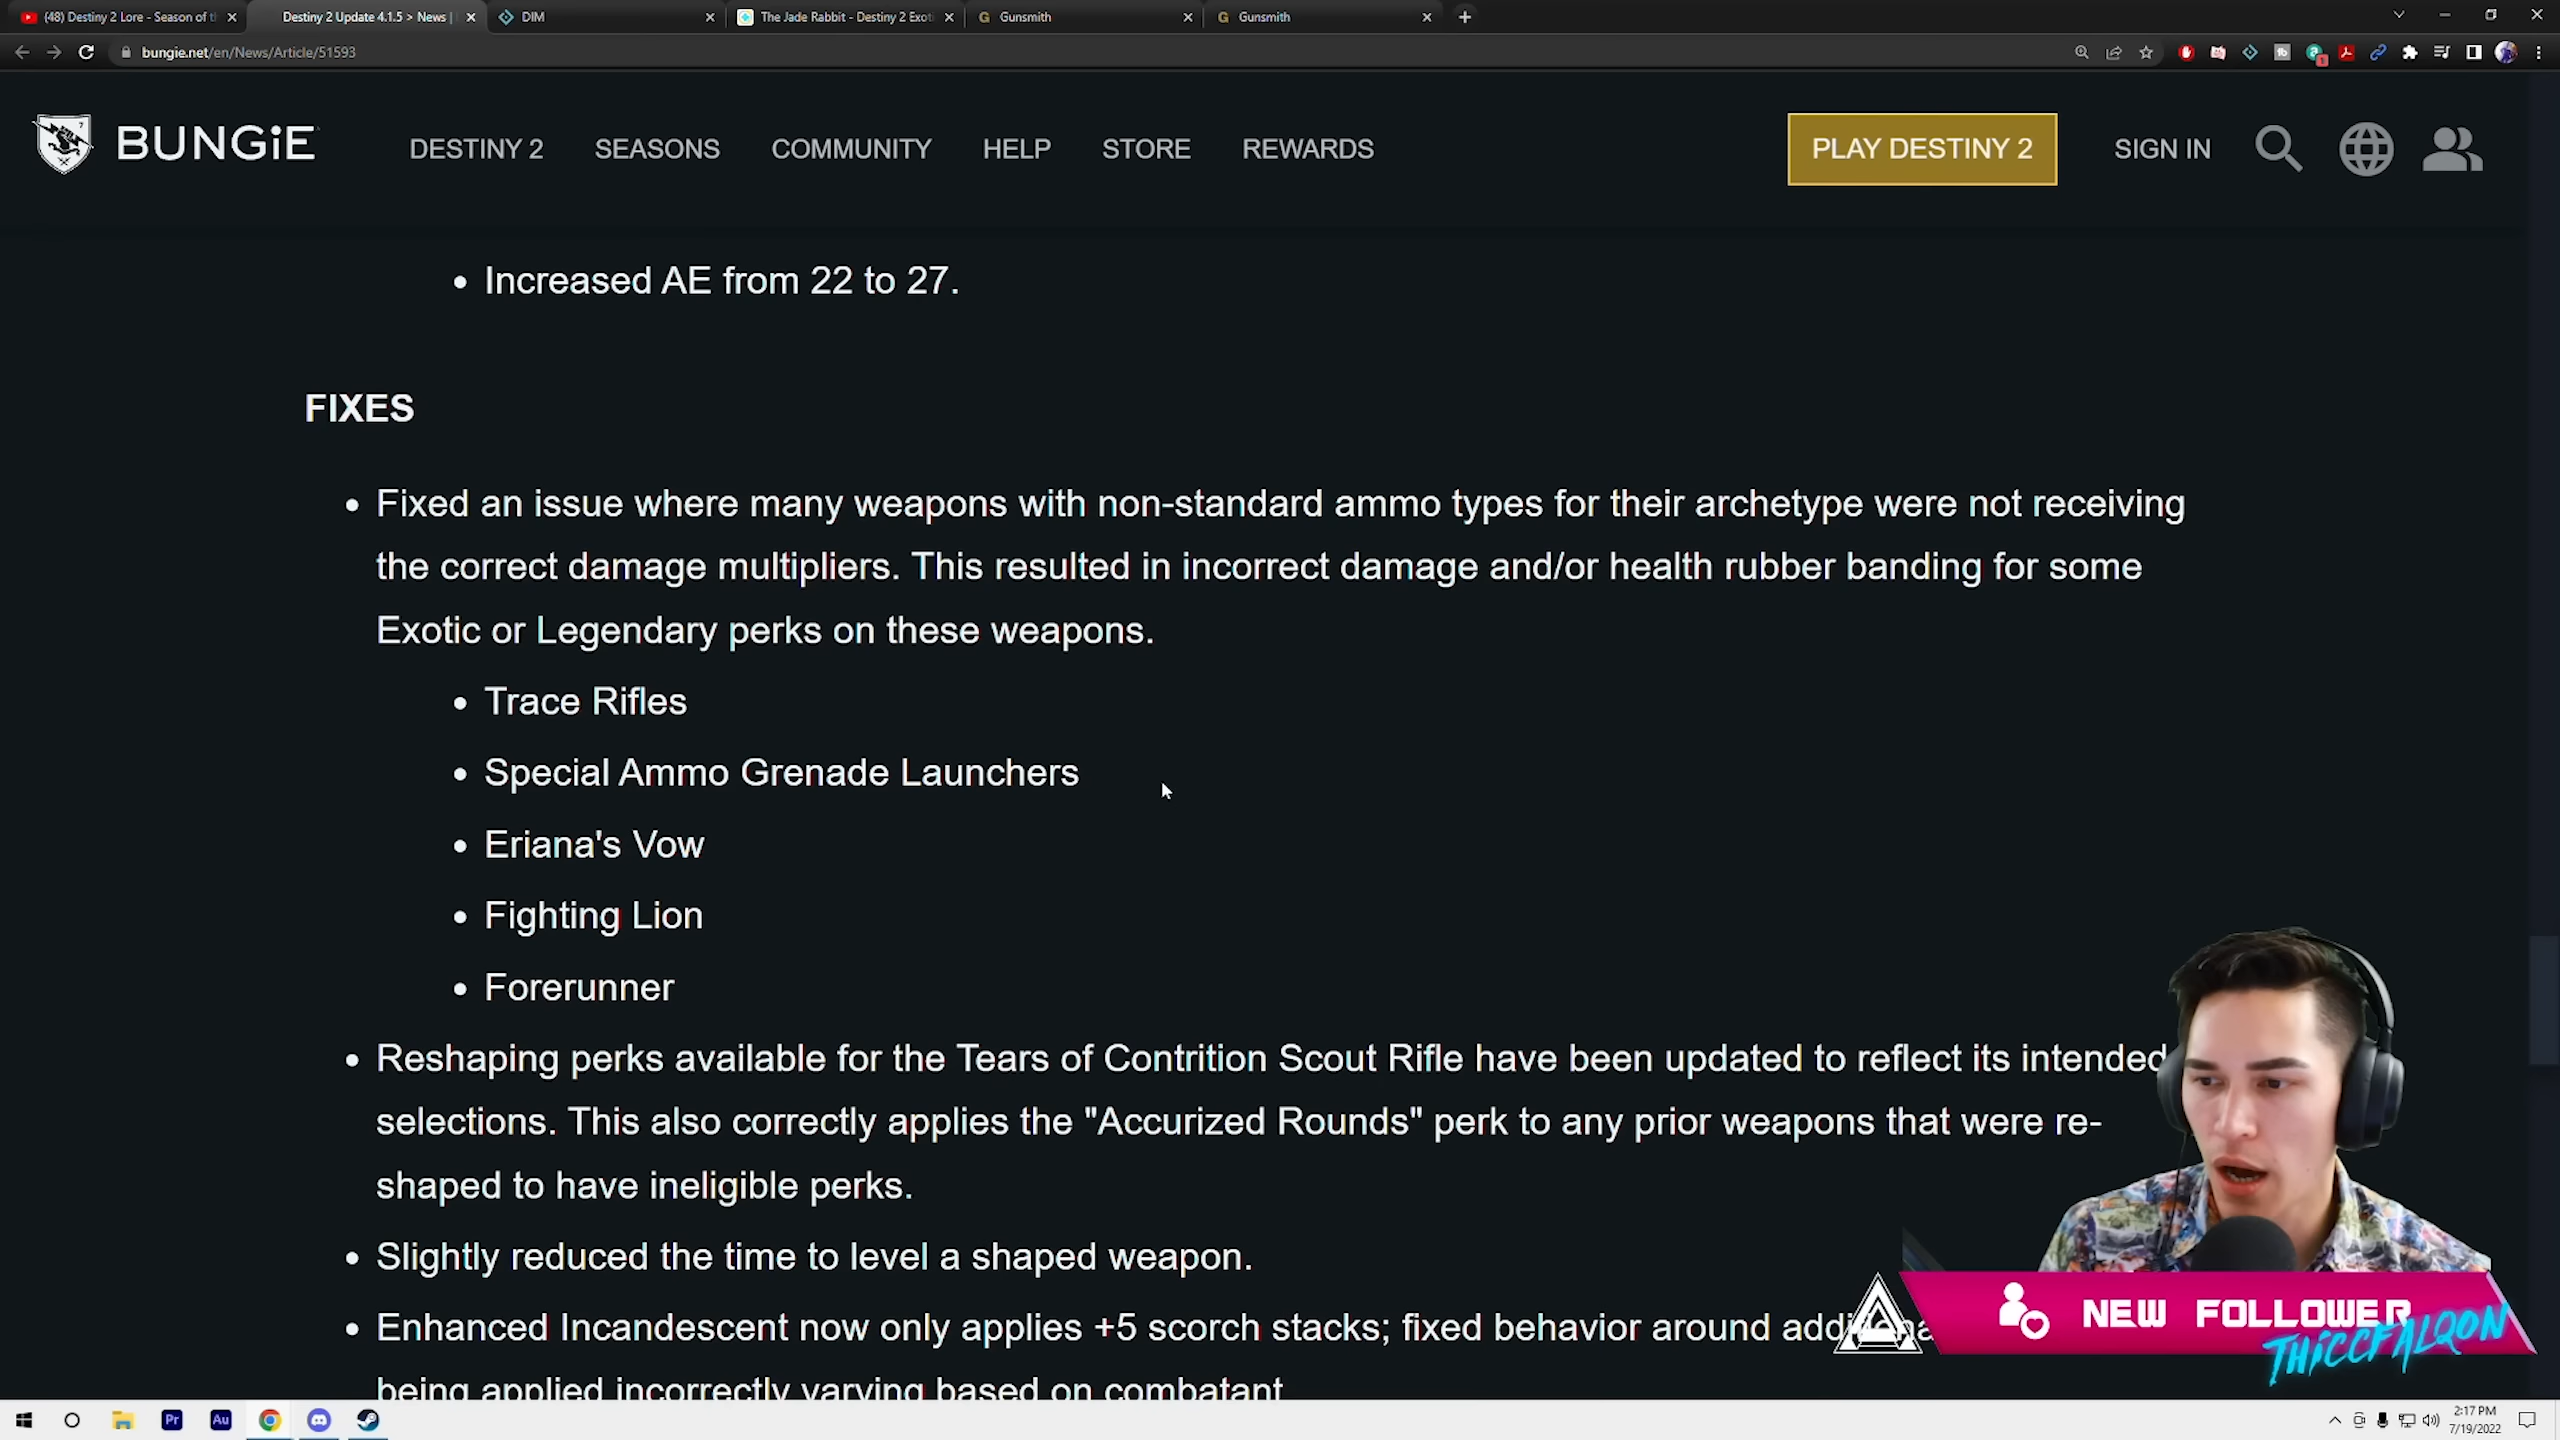 (48) Destiny 2 Lore - Season of t
Destiny 2 Update 4.1.5 > News |
DIM
The Jade Rabbit - Destiny 2 Exot
Gunsmith
Gunsmith
bungie.net/en/News/Article/51593
BUNGiE
DESTINY 2
SEASONS
COMMUNITY
HELP
STORE
REWARDS
PLAY DESTINY 2
SIGN IN
• Increased AE from 22 to 27.
FIXES
• Fixed an issue where many weapons with non-standard ammo types for their archetype were not receiving
the correct damage multipliers. This resulted in incorrect damage and/or health rubber banding for some
Exotic or Legendary perks on these weapons.
• Trace Rifles
• Special Ammo Grenade Launchers
• Eriana's Vow
• Fighting Lion
• Forerunner
• Reshaping perks available for the Tears of Contrition Scout Rifle have been updated to reflect its intended
selections. This also correctly applies the "Accurized Rounds" perk to any prior weapons that were re-
shaped to have ineligible perks.
• Slightly reduced the time to level a shaped weapon.
• Enhanced Incandescent now only applies +5 scorch stacks; fixed behavior around
being applied incorrectly varying based on combatant
NEW FOLLOWER
THICCFALQON
Pr
Au
2:17 PM
7/19/2022